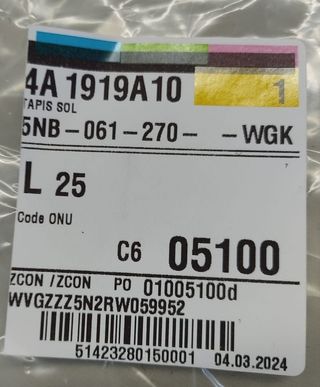 4A 1919A10 1
TAPIS SOL
5NB-061-270- -WGK
L 25
Code ONU
C6 05100
ZCON /ZCON PO 01005100d
WVGZZZ5N2RW059952
51423280150001 04.03.2024